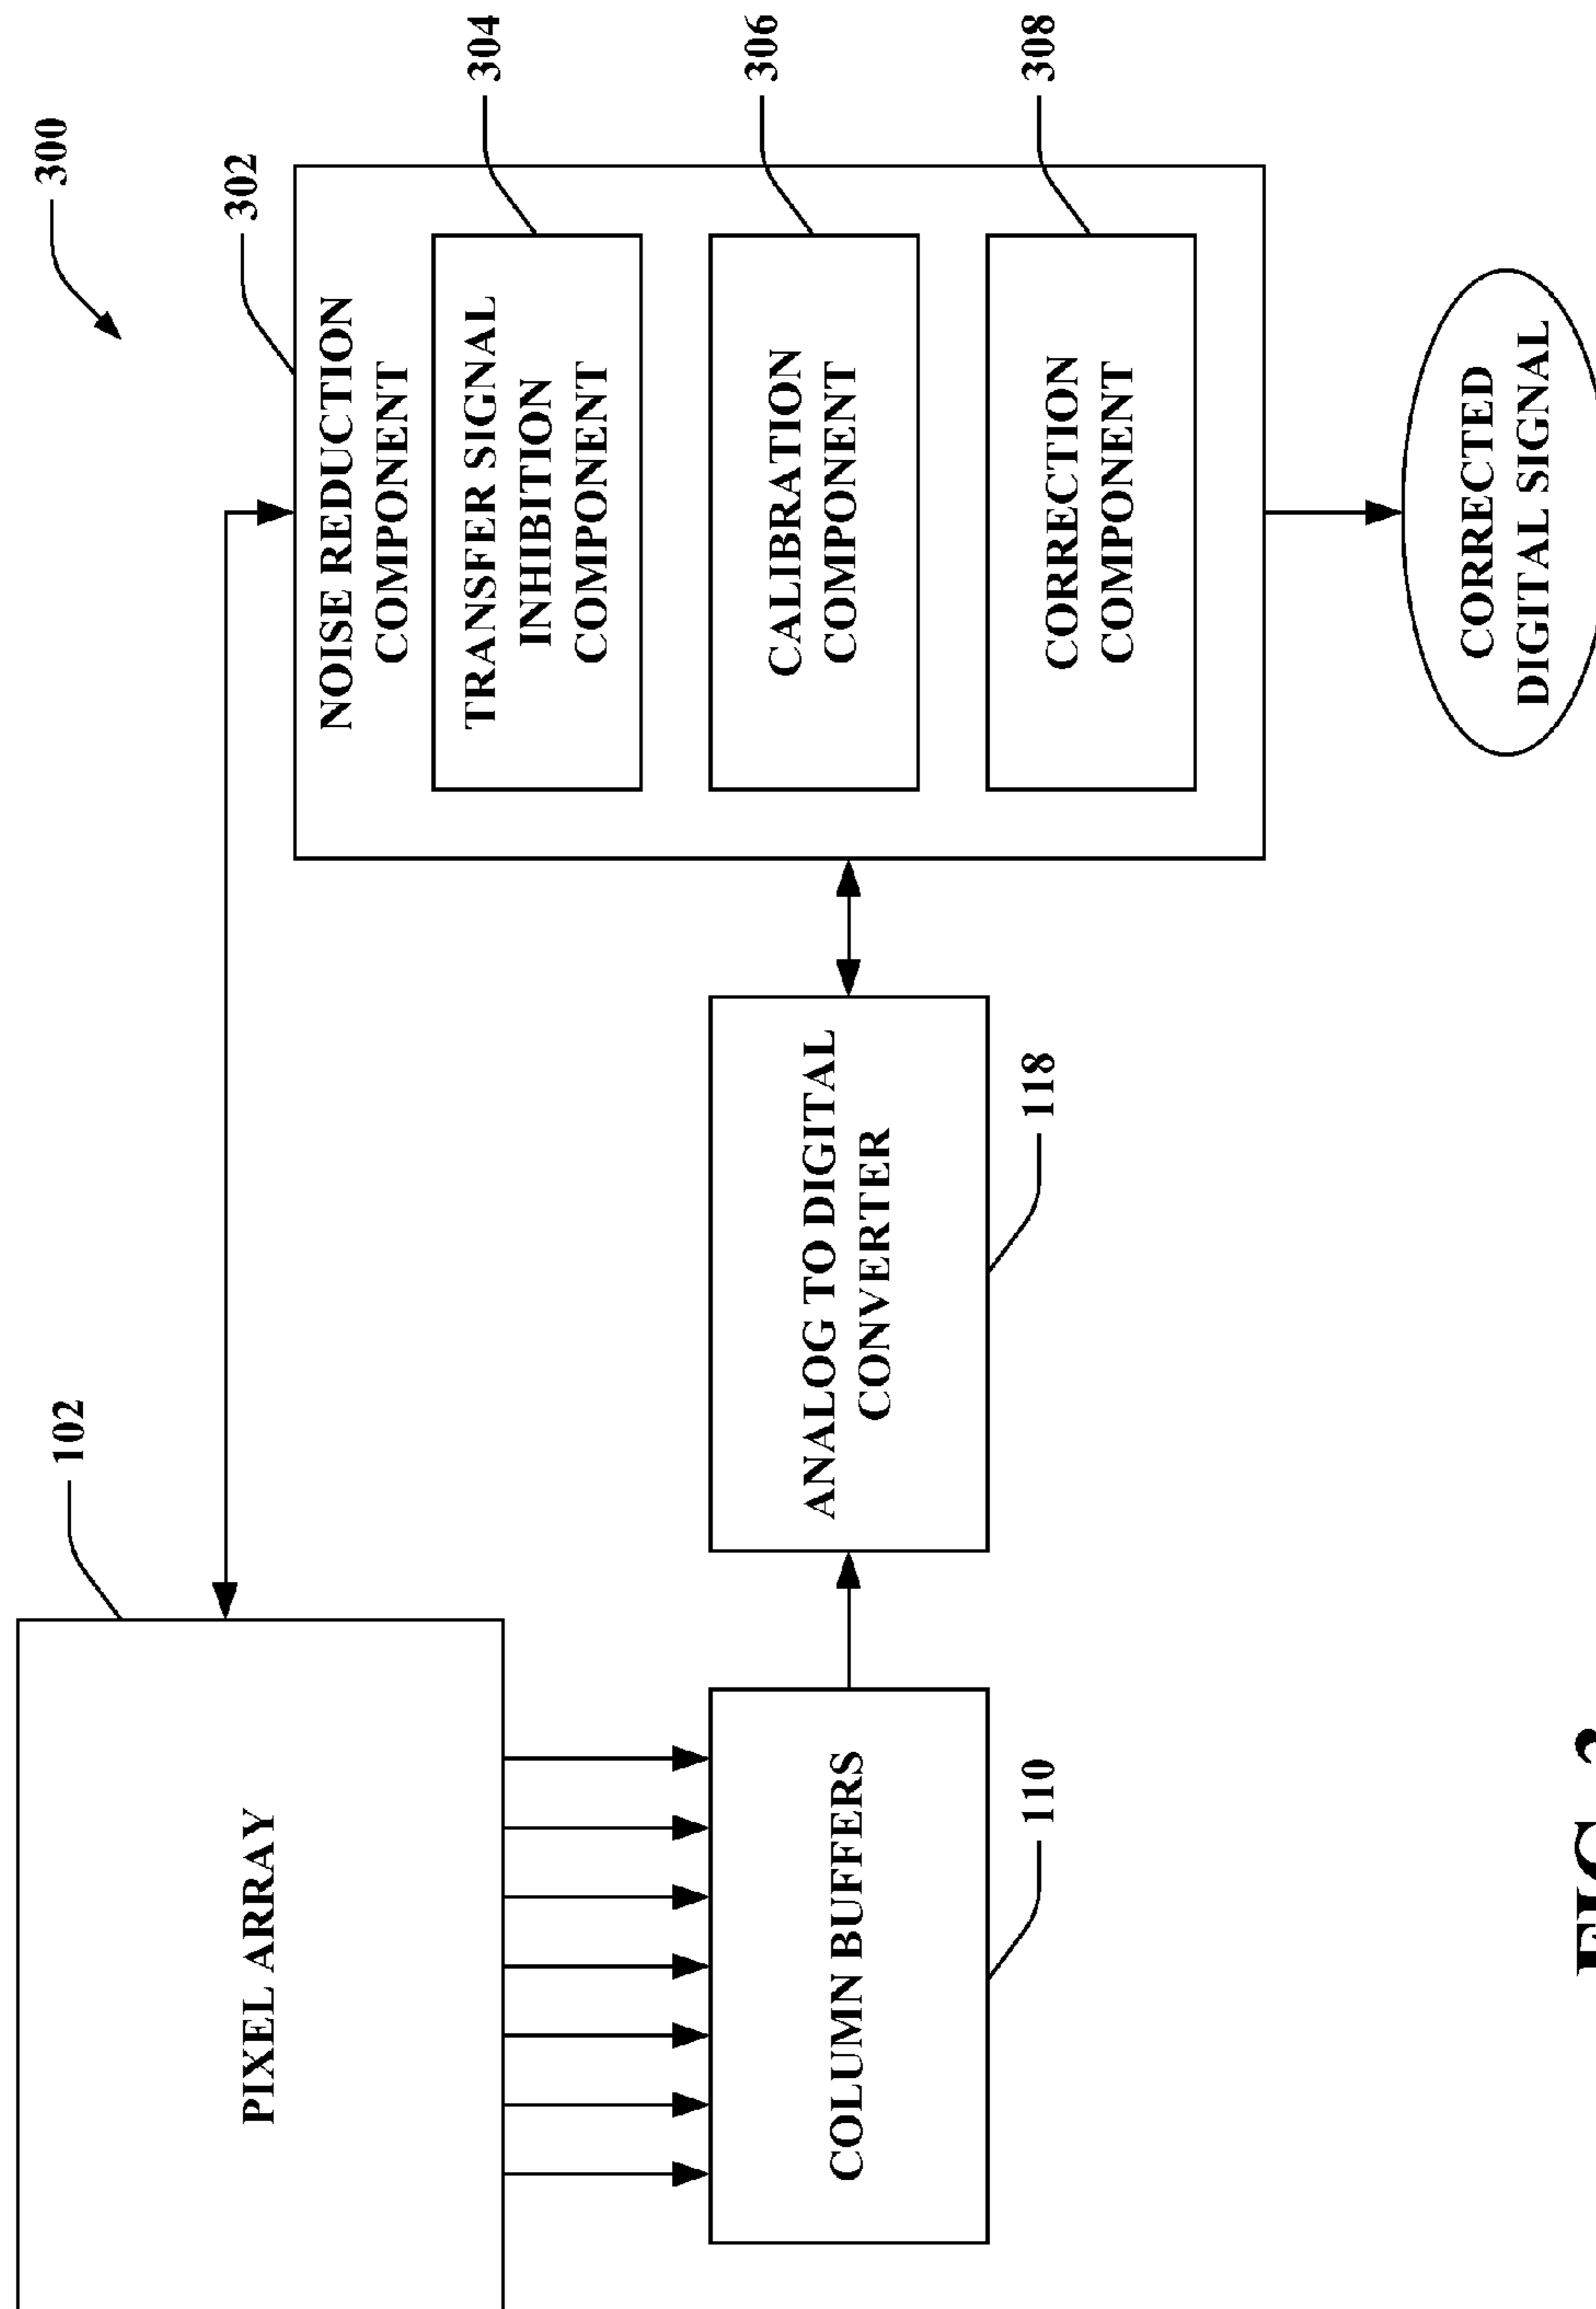 300
102
302
PIXEL ARRAY
NOISE REDUCTION
COMPONENT
304
TRANSFER SIGNAL
INHIBITION
COMPONENT
306
CALIBRATION
COMPONENT
ANALOG TO DIGITAL
CONVERTER
COLUMN BUFFERS
110
118
308
CORRECTION
COMPONENT
CORRECTED
DIGITAL SIGNAL
FIG